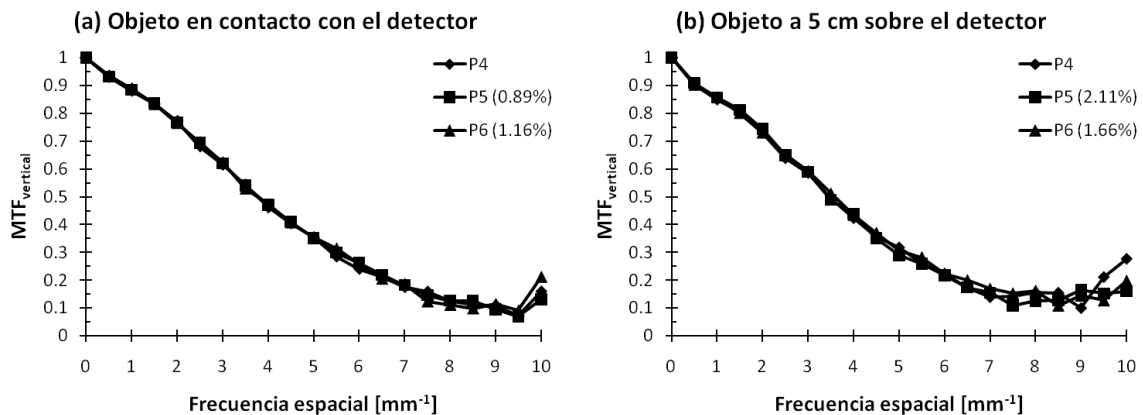 (a) Objeto en contacto con el detector
P4
P5 (0.89%)
P6 (1.16%)
MTFvertical
1
0.9
0.8
0.7
0.6
0.5
0.4
0.3
0.2
0.1
0
0 1 2 3 4 5 6 7 8 9 10
Frecuencia espacial [mm⁻¹]
(b) Objeto a 5 cm sobre el detector
P4
P5 (2.11%)
P6 (1.66%)
MTFvertical
1
0.9
0.8
0.7
0.6
0.5
0.4
0.3
0.2
0.1
0
0 1 2 3 4 5 6 7 8 9 10
Frecuencia espacial [mm⁻¹]